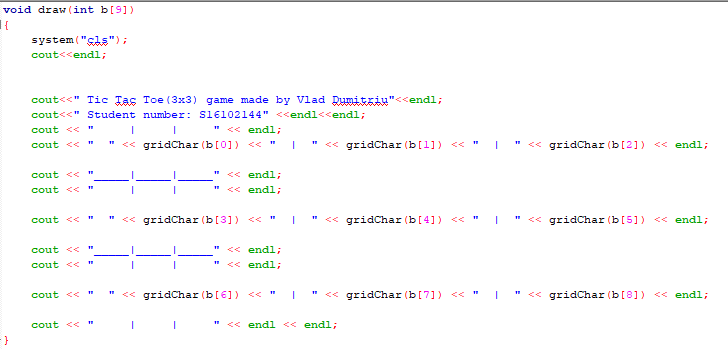 void draw(int b[9])
{
    system("cls");
    cout<<endl;
    cout<<" Tic Tac Toe(3x3) game made by Vlad Dumitriu"<<endl;
    cout<<" Student number: S16102144" <<endl<<endl;
    cout << "     |     |     " << endl;
    cout << "  " << gridChar(b[0]) << "  |  " << gridChar(b[1]) << "  |  " << gridChar(b[2]) << endl;
    cout << "_____|_____|_____" << endl;
    cout << "     |     |     " << endl;
    cout << "  " << gridChar(b[3]) << "  |  " << gridChar(b[4]) << "  |  " << gridChar(b[5]) << endl;
    cout << "_____|_____|_____" << endl;
    cout << "     |     |     " << endl;
    cout << "  " << gridChar(b[6]) << "  |  " << gridChar(b[7]) << "  |  " << gridChar(b[8]) << endl;
    cout << "     |     |     " << endl << endl;
}